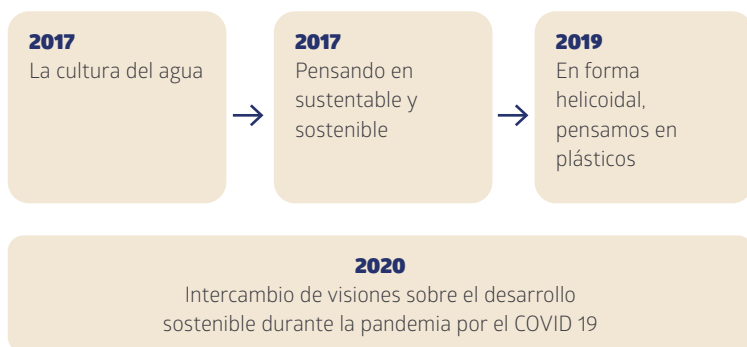 2017
La cultura del agua
2017
Pensando en
sustentable y
sostenible
2019
En forma
helicoidal,
pensamos en
plásticos
2020
Intercambio de visiones sobre el desarrollo
sostenible durante la pandemia por el COVID 19